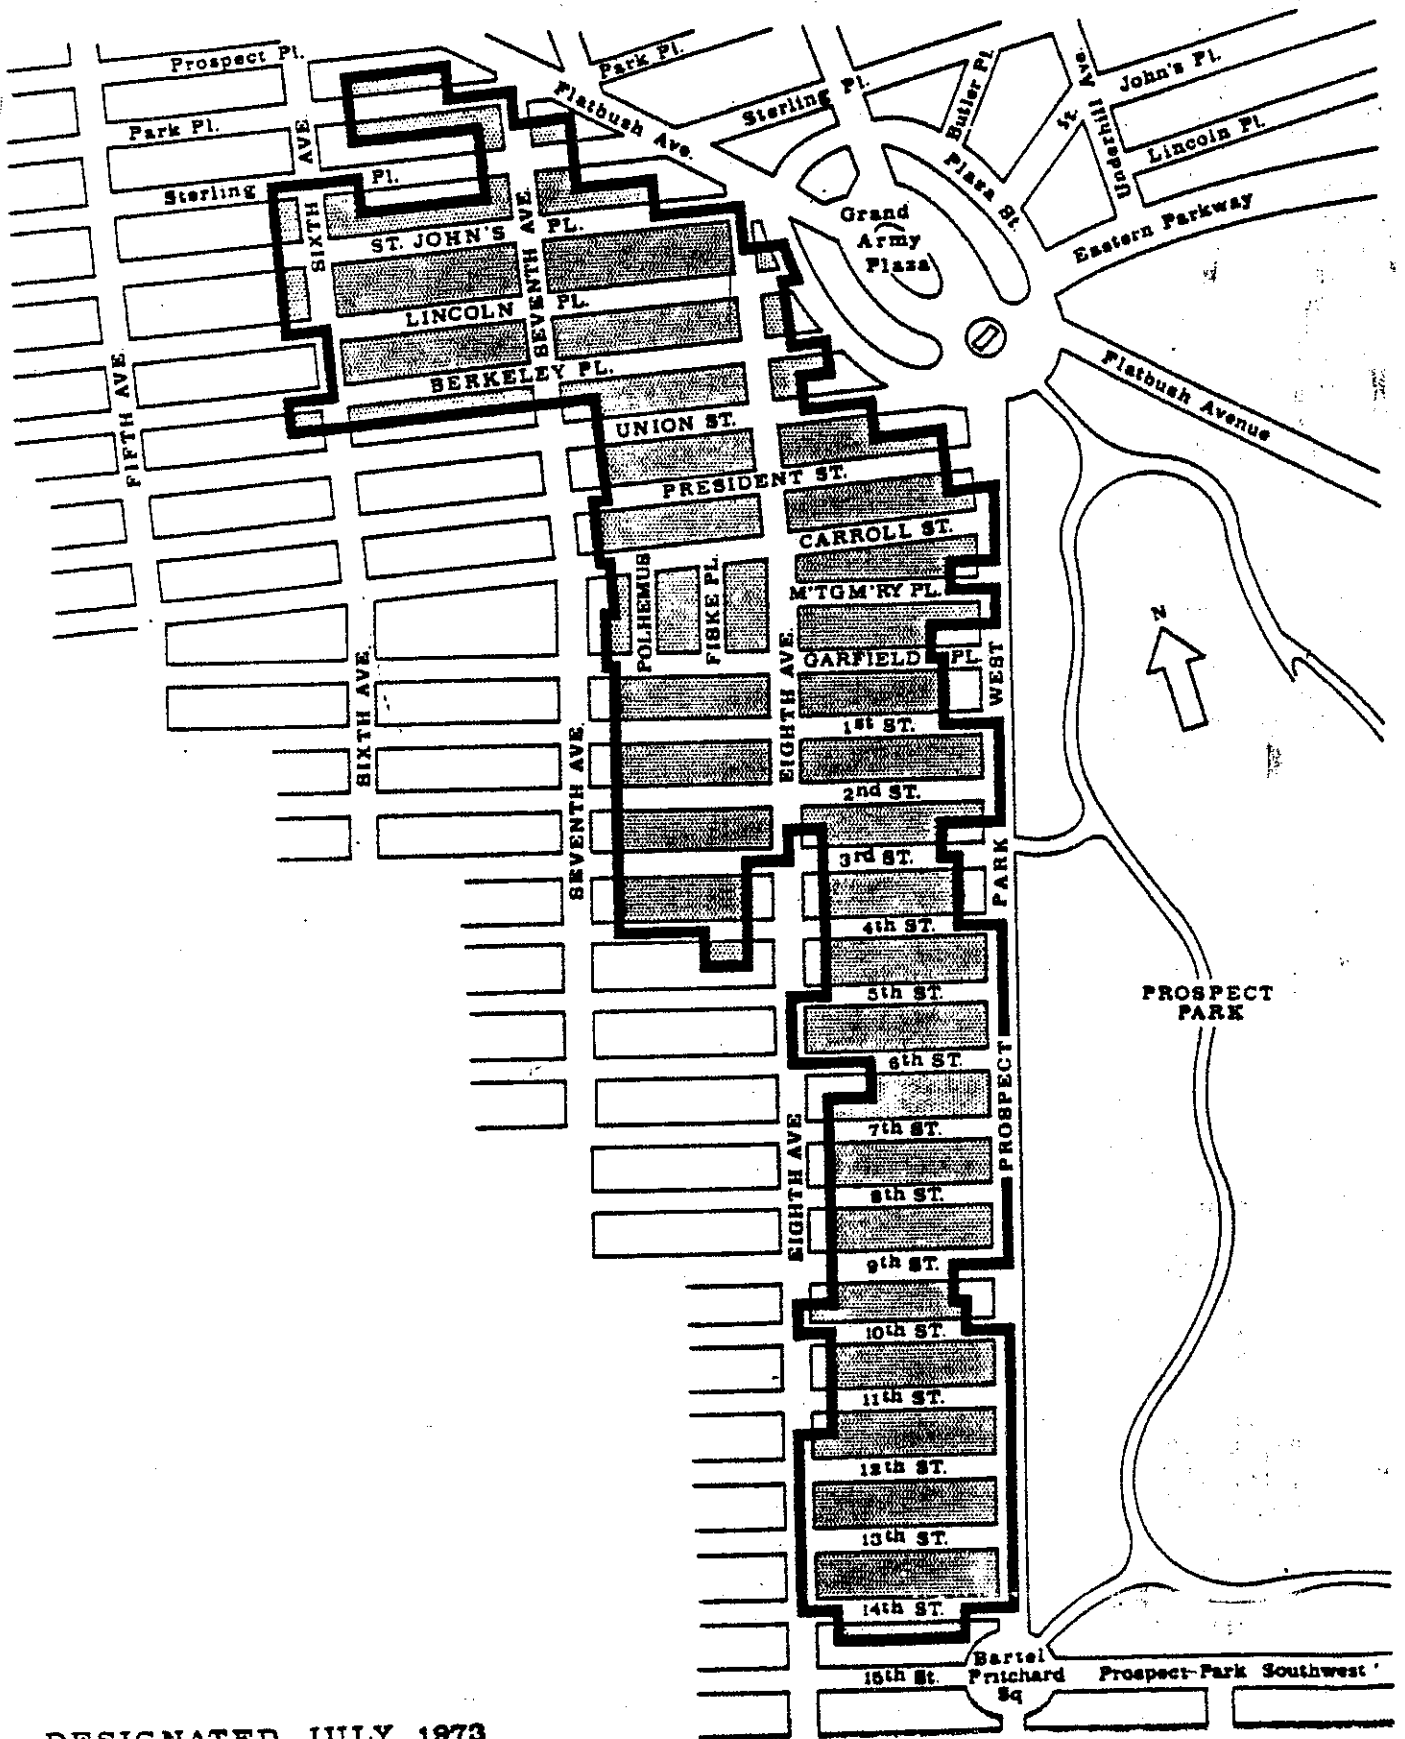 Prospect Pl.
Park Pl.
Park Pl.
Sterling Pl.
Butler Pl.
St. John's Pl.
Underhill Ave.
Lincoln Pl.
Flatbush Ave.
Plaza St.
Eastern Parkway
Sterling Pl.
SIXTH AVE.
ST. JOHN'S PL.
SEVENTH AVE.
Grand
Army
Plaza
LINCOLN PL.
BERKELEY PL.
FIFTH AVE.
Flatbush Avenue
UNION ST.
PRESIDENT ST.
CARROLL ST.
POLHEMUS
FISKE PL.
M'TGM'RY PL.
GARFIELD PL.
N
SIXTH AVE.
SEVENTH AVE.
EIGHTH AVE.
1st ST.
2nd ST.
3rd ST.
4th ST.
5th ST.
6th ST.
7th ST.
8th ST.
9th ST.
10th ST.
11th ST.
12th ST.
13th ST.
14th ST.
15th St.
EIGHTH AVE
PROSPECT PARK WEST
PROSPECT
PARK
Bartel
Pritchard
Sq
Prospect Park Southwest
DESIGNATED JULY 1973